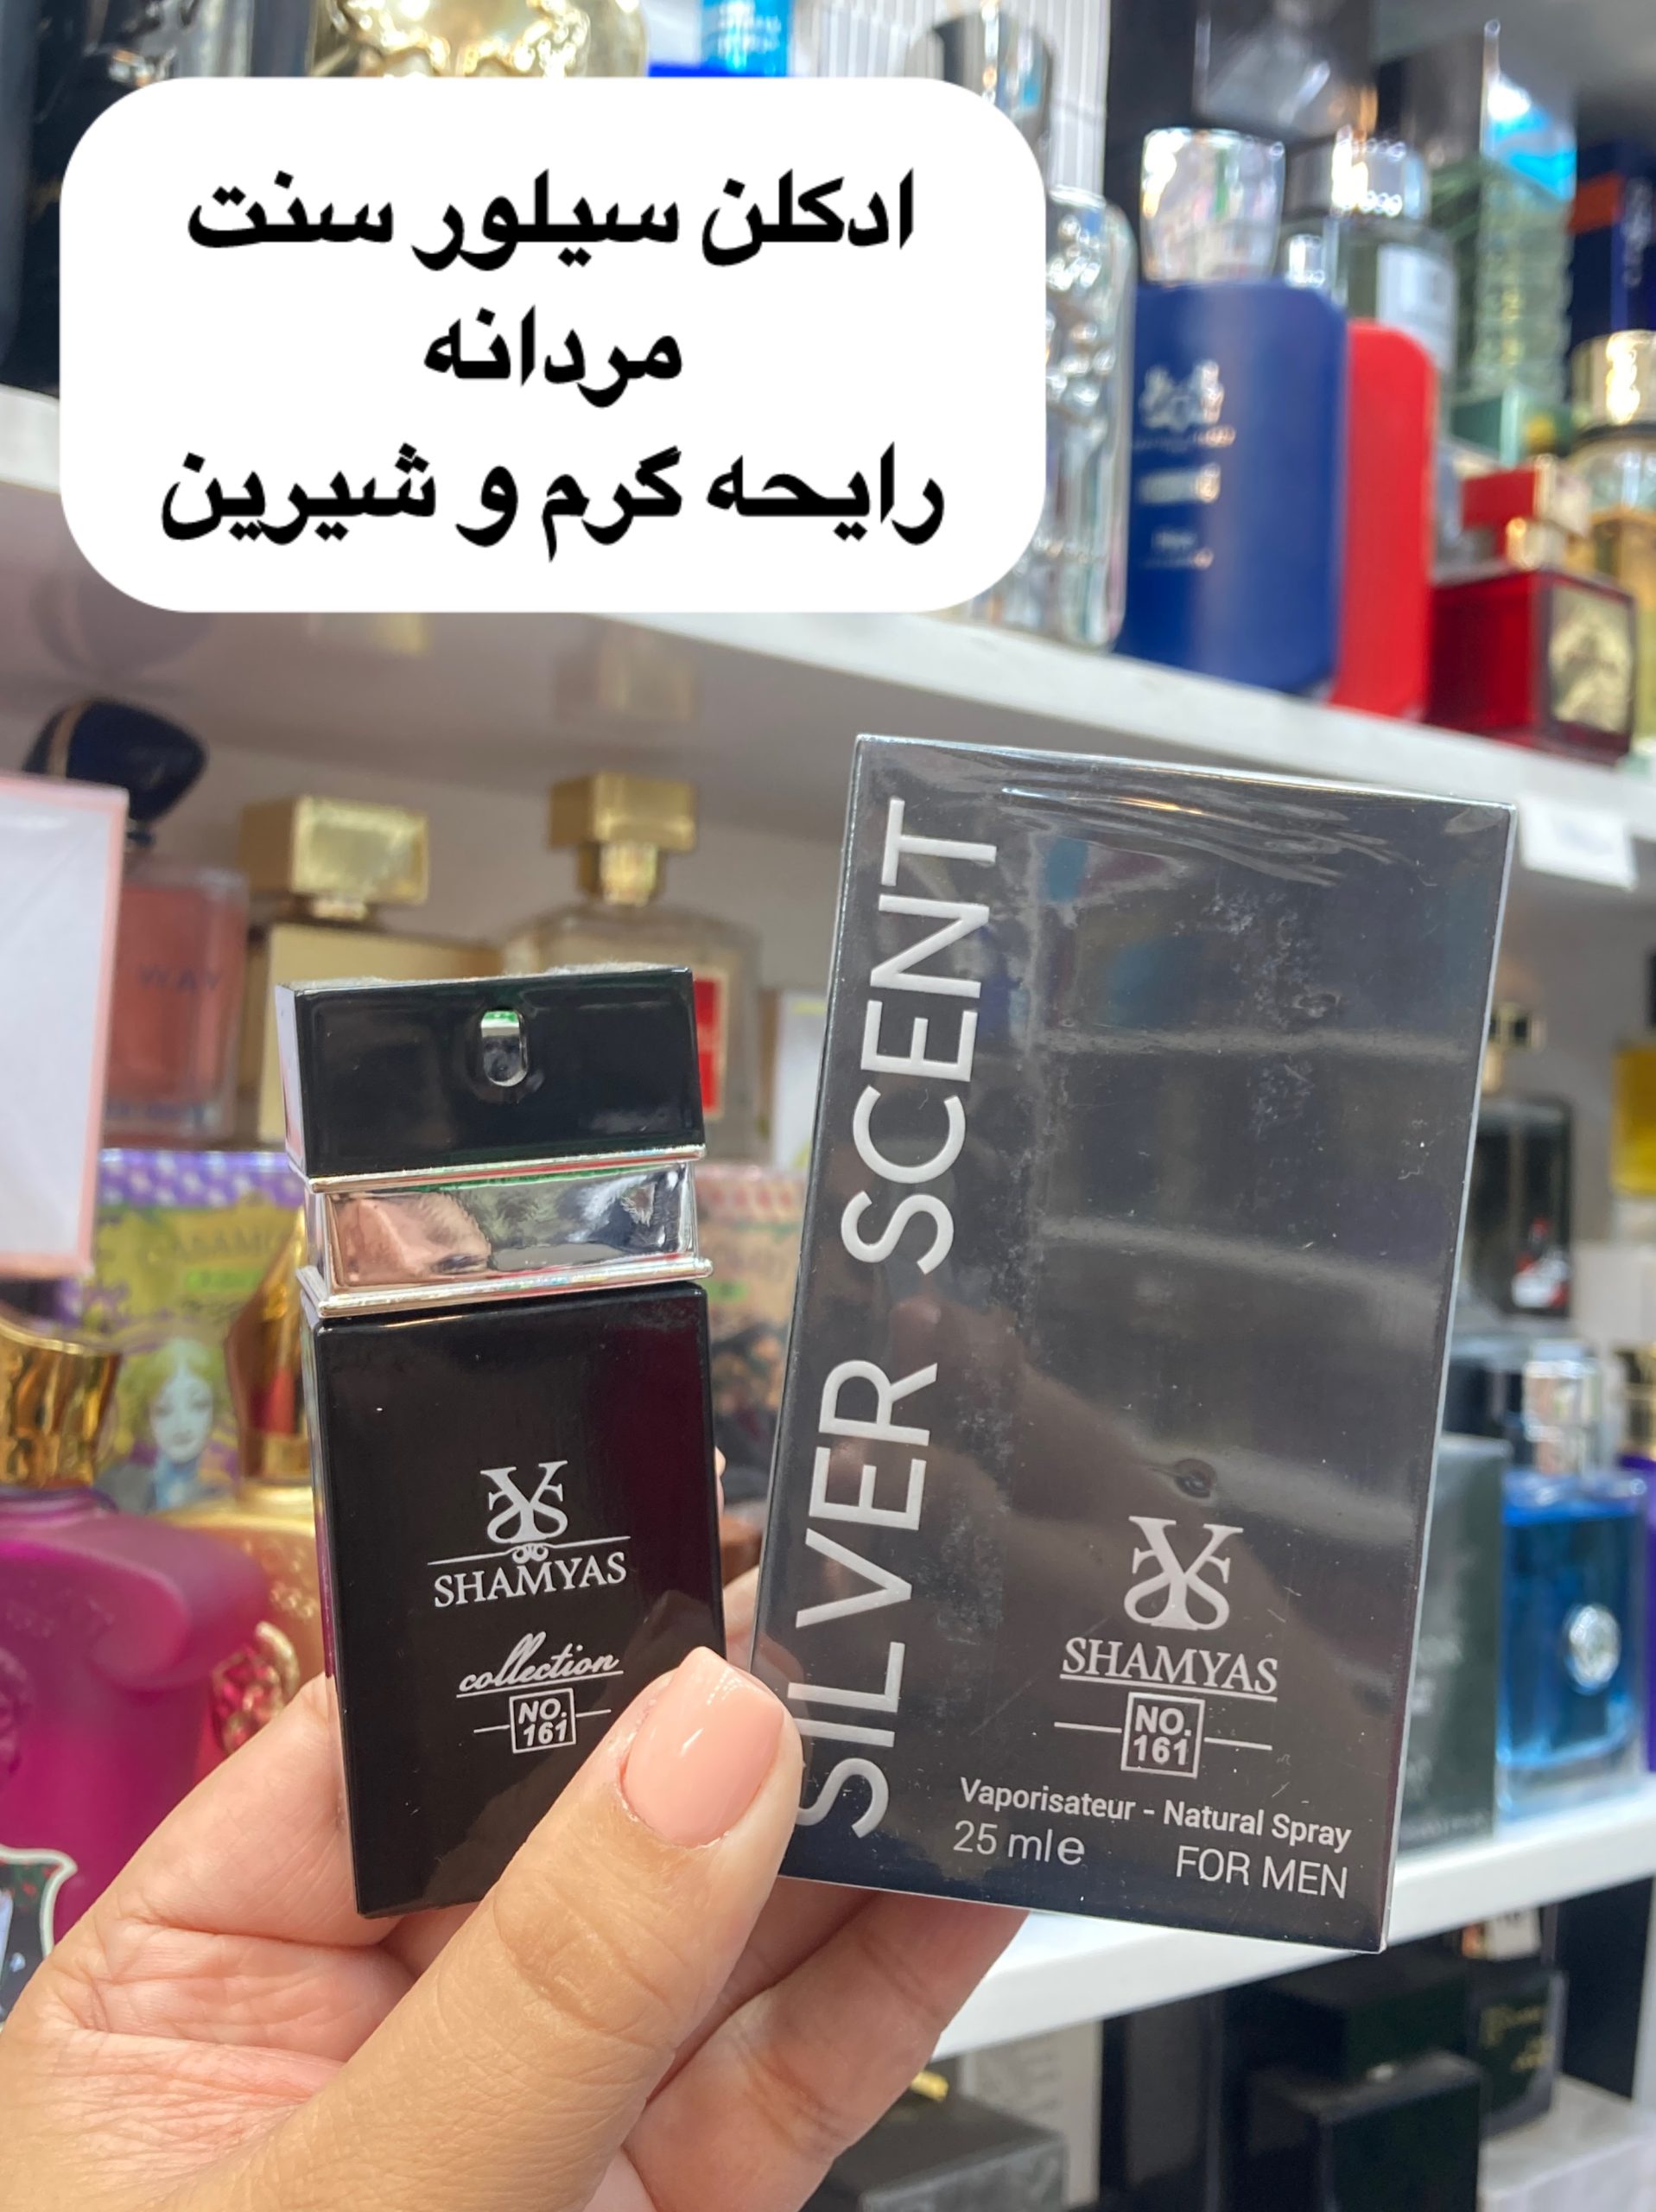 ادکلن سیلور سنت
مردانه
رایحه گرم و شیرین
SILVER SCENT
SHAMYAS
collection
NO.
161
SHAMYAS
NO.
161
Vaporisateur - Natural Spray
25 ml e
FOR MEN